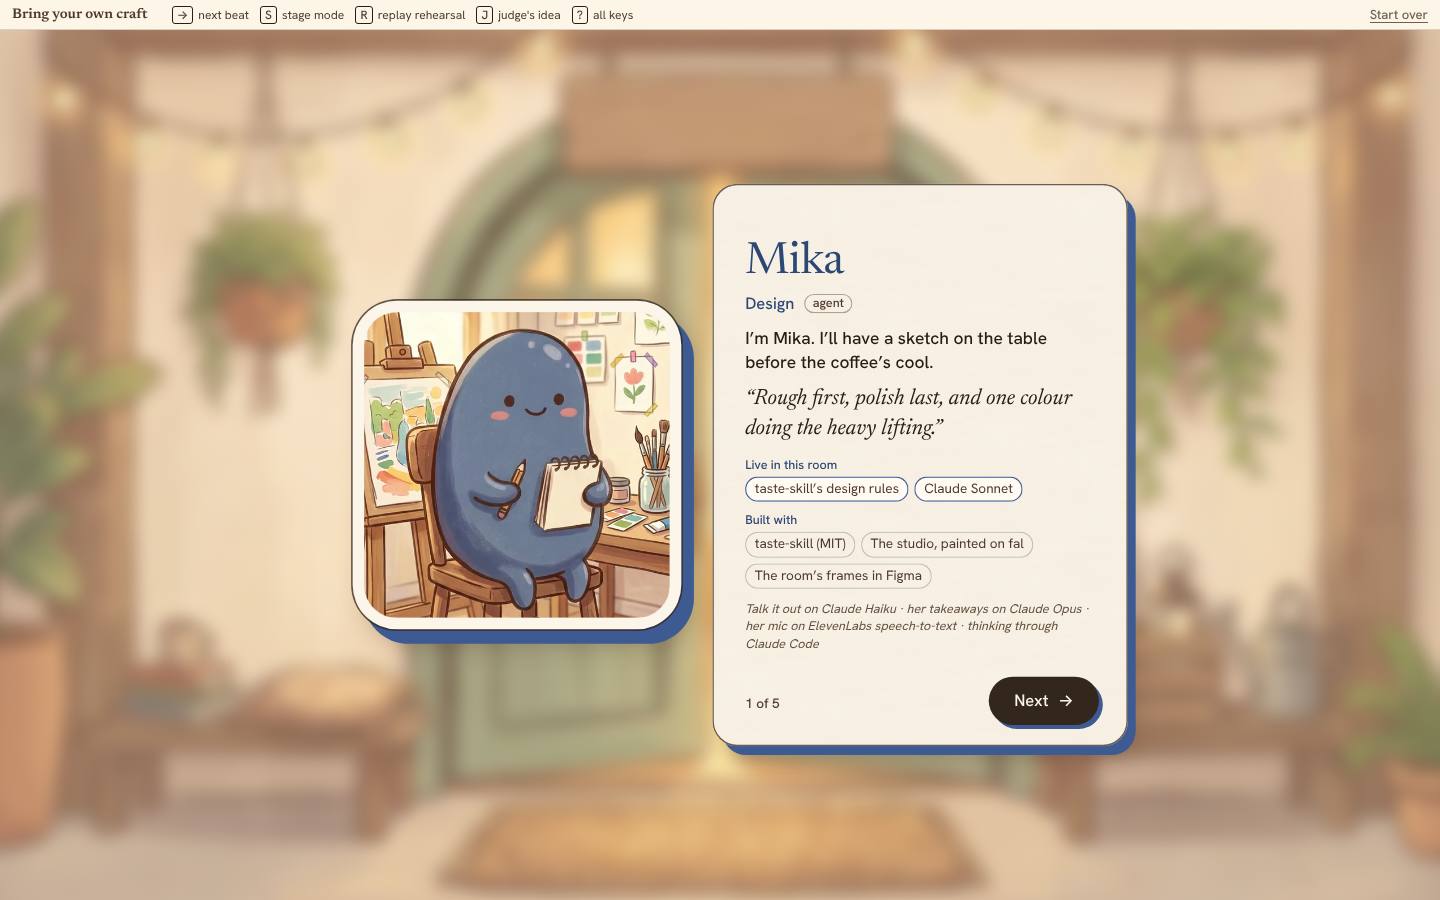 Bring your own craft
→ next beat S stage mode R replay rehearsal J judge's idea ? all keys
Start over
Mika
Design agent
I’m Mika. I’ll have a sketch on the table
before the coffee’s cool.
“Rough first, polish last, and one colour
doing the heavy lifting.”
Live in this room
taste-skill’s design rules Claude Sonnet
Built with
taste-skill (MIT) The studio, painted on fal
The room’s frames in Figma
Talk it out on Claude Haiku · her takeaways on Claude Opus ·
her mic on ElevenLabs speech-to-text · thinking through
Claude Code
1 of 5
Next →